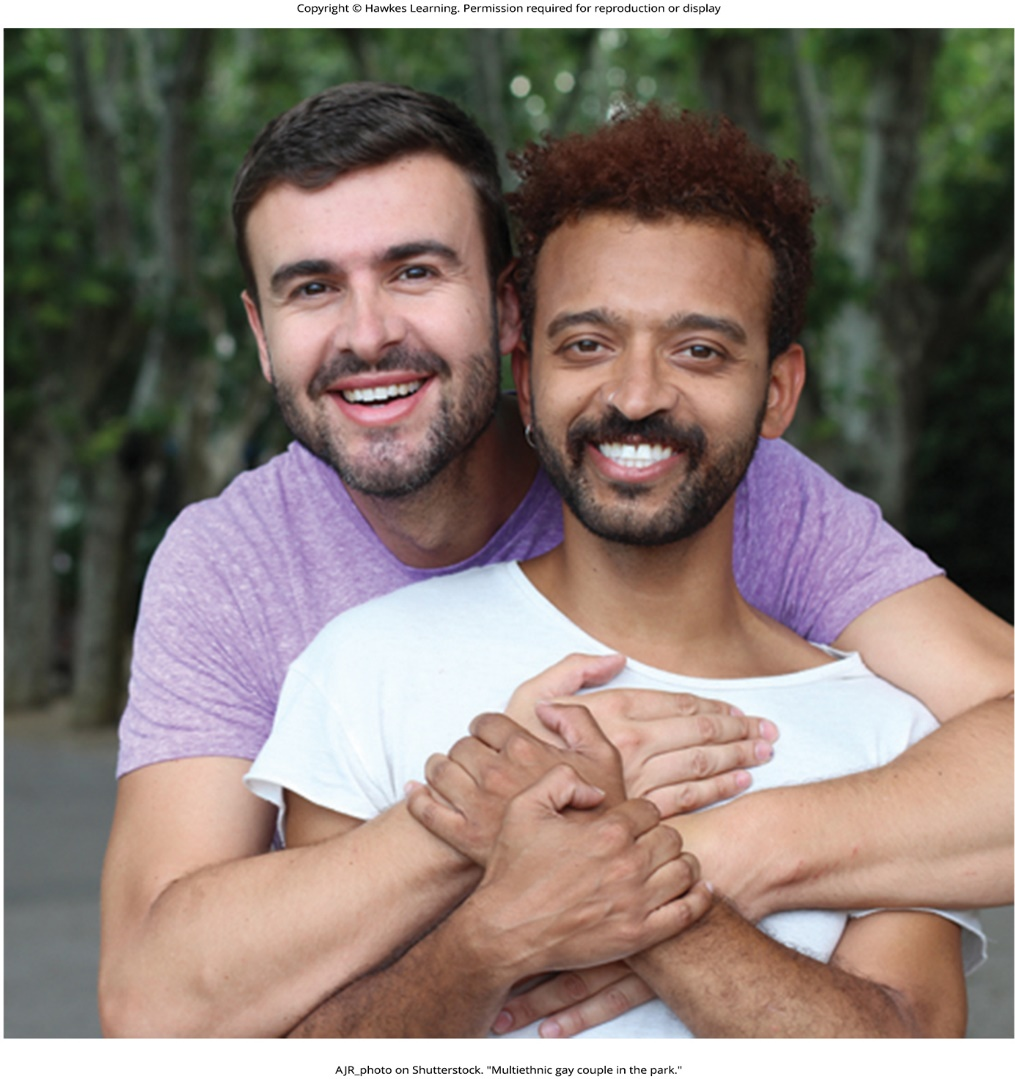 Copyright © Hawkes Learning. Permission required for reproduction or display
AJR_photo on Shutterstock. "Multiethnic gay couple in the park."